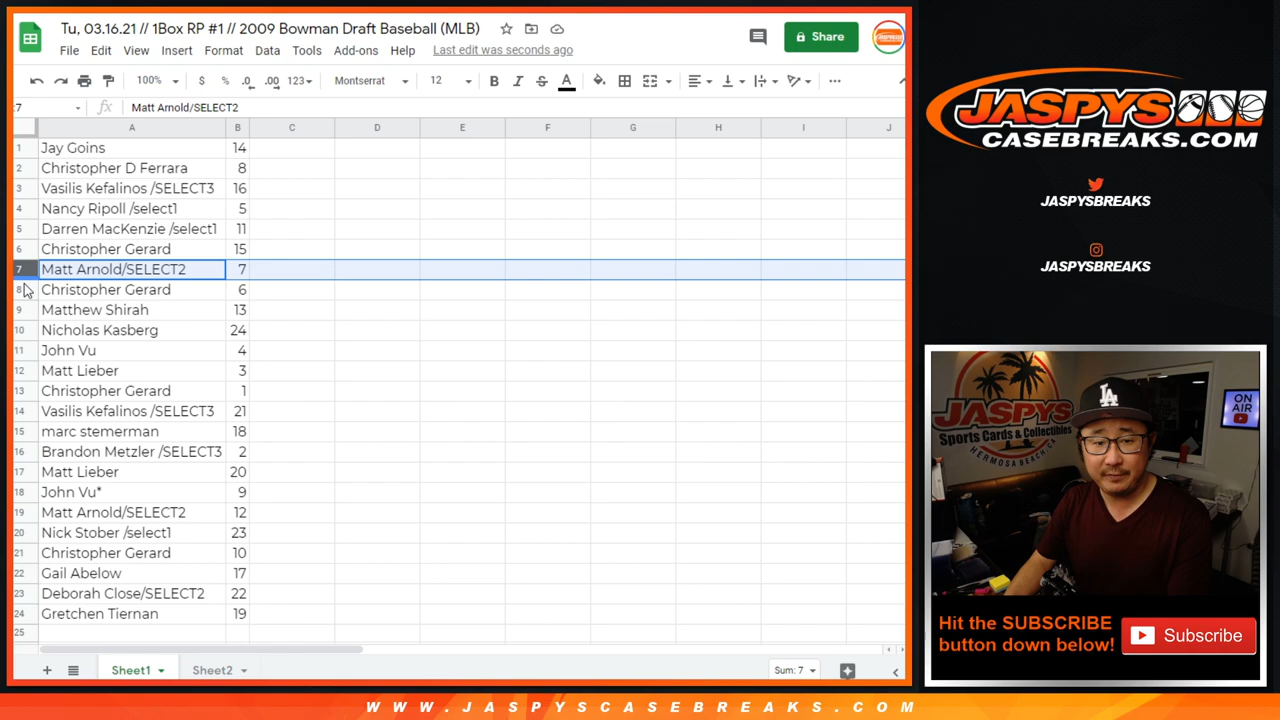 Tu, 03.16.21 // 1Box RP #1 // 2009 Bowman Draft Baseball (MLB)
File Edit View Insert Format Data Tools Add-ons Help Last edit was seconds ago
Share
100% $ % .0 .00 123 Montserrat 12 B I S A
:7 fx Matt Arnold/SELECT2
A B C D E F G H I J
1 Jay Goins 14
2 Christopher D Ferrara 8
3 Vasilis Kefalinos /SELECT3 16
4 Nancy Ripoll /select1 5
5 Darren MacKenzie /select1 11
6 Christopher Gerard 15
7 Matt Arnold/SELECT2 7
8 Christopher Gerard 6
9 Matthew Shirah 13
10 Nicholas Kasberg 24
11 John Vu 4
12 Matt Lieber 3
13 Christopher Gerard 1
14 Vasilis Kefalinos /SELECT3 21
15 marc stemerman 18
16 Brandon Metzler /SELECT3 2
17 Matt Lieber 20
18 John Vu* 9
19 Matt Arnold/SELECT2 12
20 Nick Stober /select1 23
21 Christopher Gerard 10
22 Gail Abelow 17
23 Deborah Close/SELECT2 22
24 Gretchen Tiernan 19
25
Sheet1 Sheet2 Sum: 7
JASPYS
CASEBREAKS.COM
JASPYSBREAKS
JASPYSBREAKS
JASPYS
Sports Cards & Collectibles
HERMOSA BEACH, CA
LA
ON
AIR
Hit the SUBSCRIBE
button down below!
Subscribe
WWW.JASPYSCASEBREAKS.COM